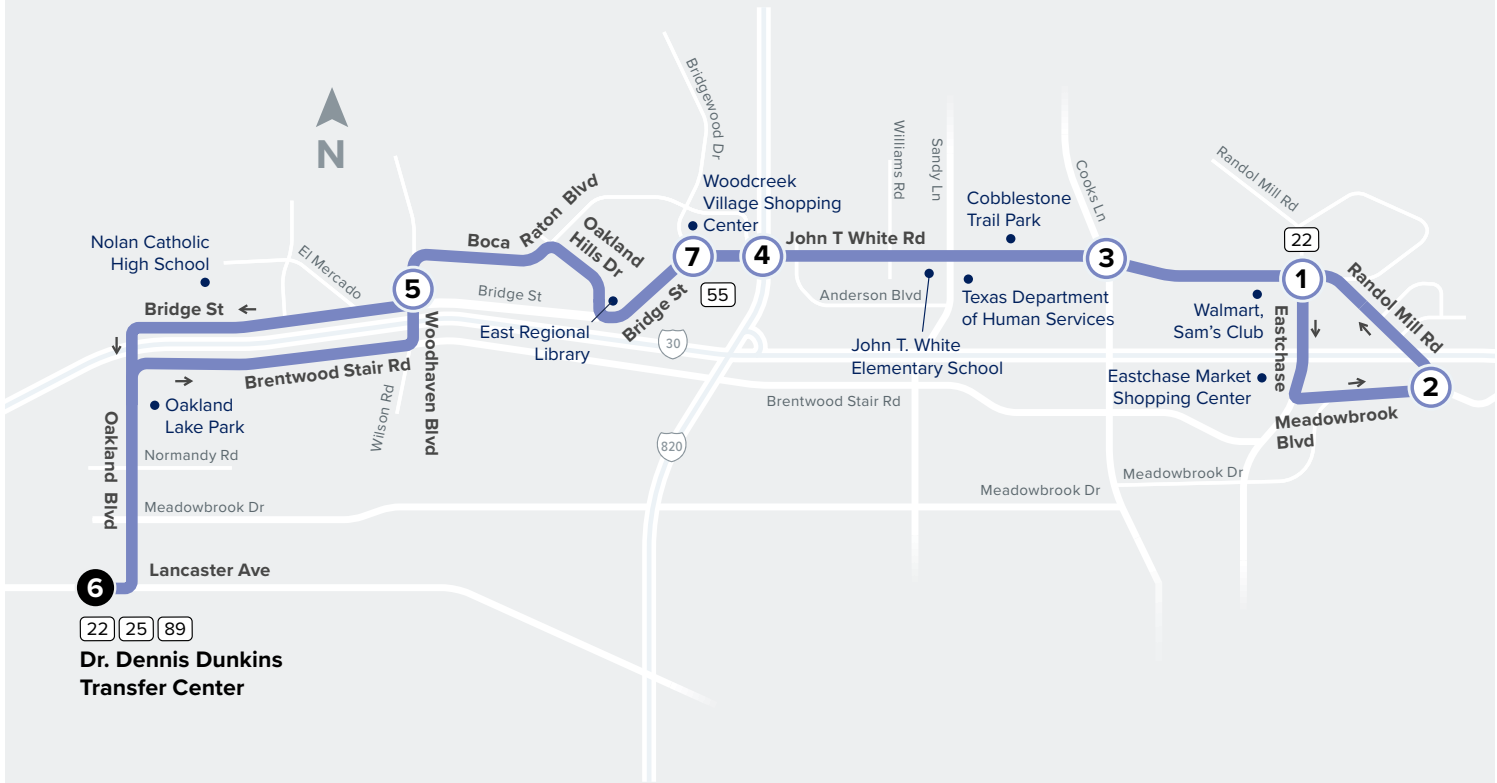 N
Bridgewood Dr
Williams Rd
Sandy Ln
Cooks Ln
Randol Mill Rd
Woodcreek
Village Shopping
Center
Cobblestone
Trail Park
22
Nolan Catholic
High School
El Mercado
Boca Raton Blvd
Oakland
Hills Dr
7
4
John T White Rd
3
1
Randol Mill Rd
5
Bridge St
55
Bridge St
Anderson Blvd
Texas Department
of Human Services
Walmart,
Sam's Club
Bridge St
East Regional
Library
30
John T. White
Elementary School
Eastchase
Eastchase Market
Shopping Center
2
Brentwood Stair Rd
Woodhaven Blvd
Brentwood Stair Rd
Meadowbrook
Blvd
Oakland
Lake Park
Wilson Rd
Oakland Blvd
Normandy Rd
820
Meadowbrook Dr
Meadowbrook Dr
Meadowbrook Dr
Lancaster Ave
6
22 25 89
Dr. Dennis Dunkins
Transfer Center